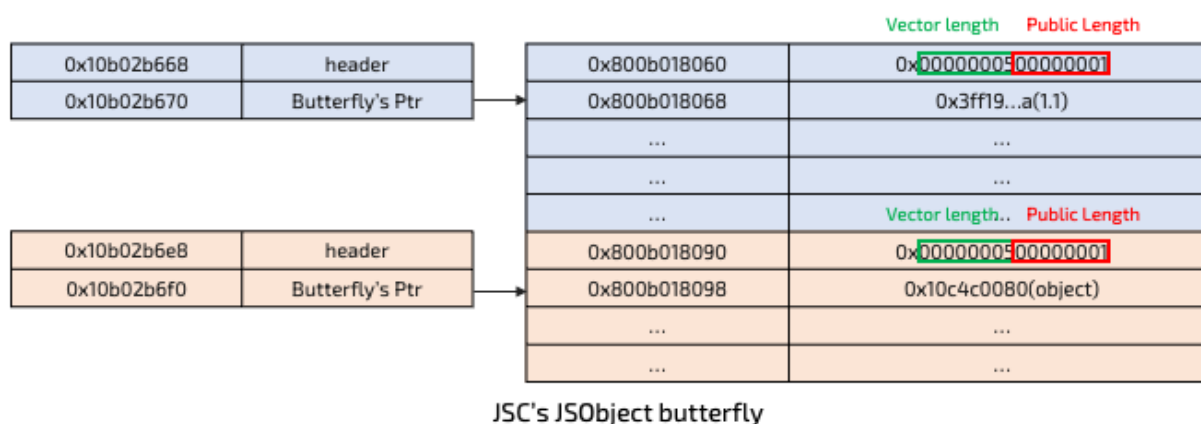 Vector length Public Length
0x10b02b668 header 0x800b018060 0x0000000500000001
0x10b02b670 Butterfly's Ptr 0x800b018068 0x3ff19...a(1.1)
... ...
... ...
... Vector length... Public Length
0x10b02b6e8 header 0x800b018090 0x0000000500000001
0x10b02b6f0 Butterfly's Ptr 0x800b018098 0x10c4c0080(object)
... ...
... ...
JSC's JSObject butterfly